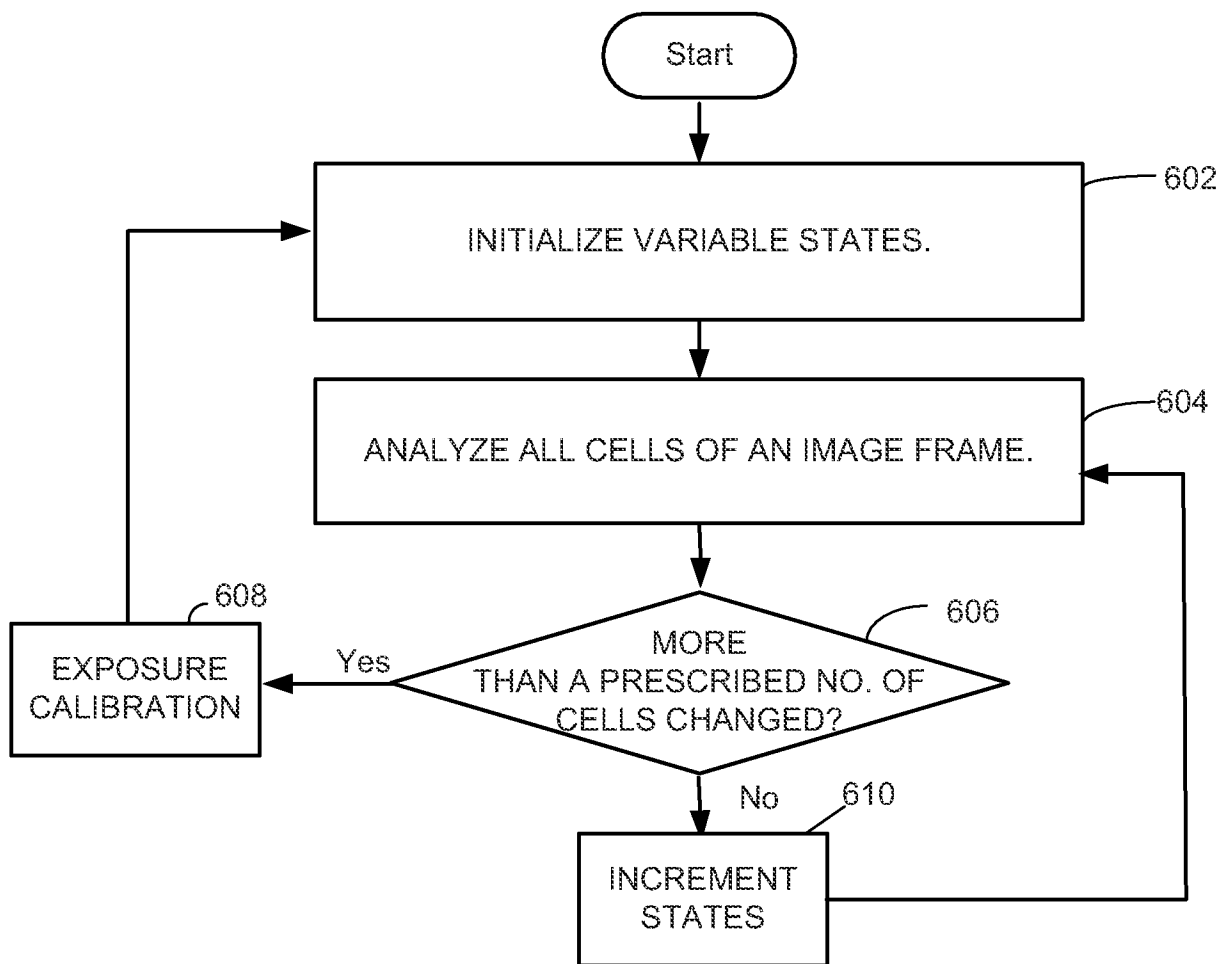 Start
602
INITIALIZE VARIABLE STATES.
604
ANALYZE ALL CELLS OF AN IMAGE FRAME.
608
606
MORE
THAN A PRESCRIBED NO. OF
CELLS CHANGED?
Yes
EXPOSURE
CALIBRATION
No
610
INCREMENT
STATES